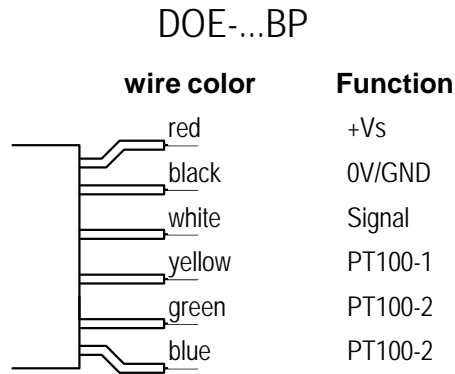 DOE-...BP
wire color Function
red +Vs
black 0V/GND
white Signal
yellow PT100-1
green PT100-2
blue PT100-2